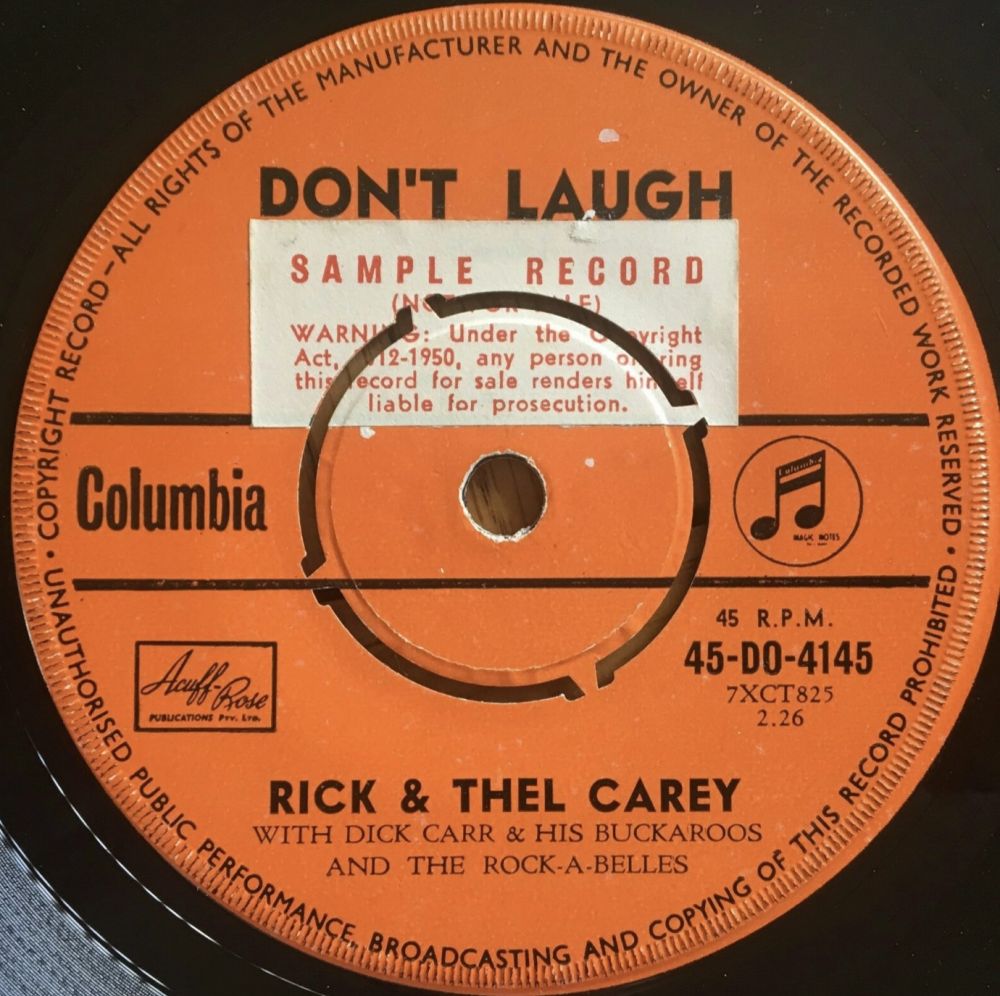 UNAUTHORISED PUBLIC PERFORMANCE, BROADCASTING AND COPYING OF THIS RECORD PROHIBITED • COPYRIGHT RECORD–ALL RIGHTS OF THE MANUFACTURER AND THE OWNER OF THE RECORDED WORK RESERVED •
DON'T LAUGH
SAMPLE RECORD
WARNING: Under the
Act, 12-1950, any person
this record for sale renders himself
liable for prosecution.
Columbia
Columbia
MAGIC NOTES
45 R.P.M.
45-DO-4145
7XCT825
2.26
Acuff-Rose
PUBLICATIONS PTY. LTD.
RICK & THEL CAREY
WITH DICK CARR & HIS BUCKAROOS
AND THE ROCK-A-BELLES